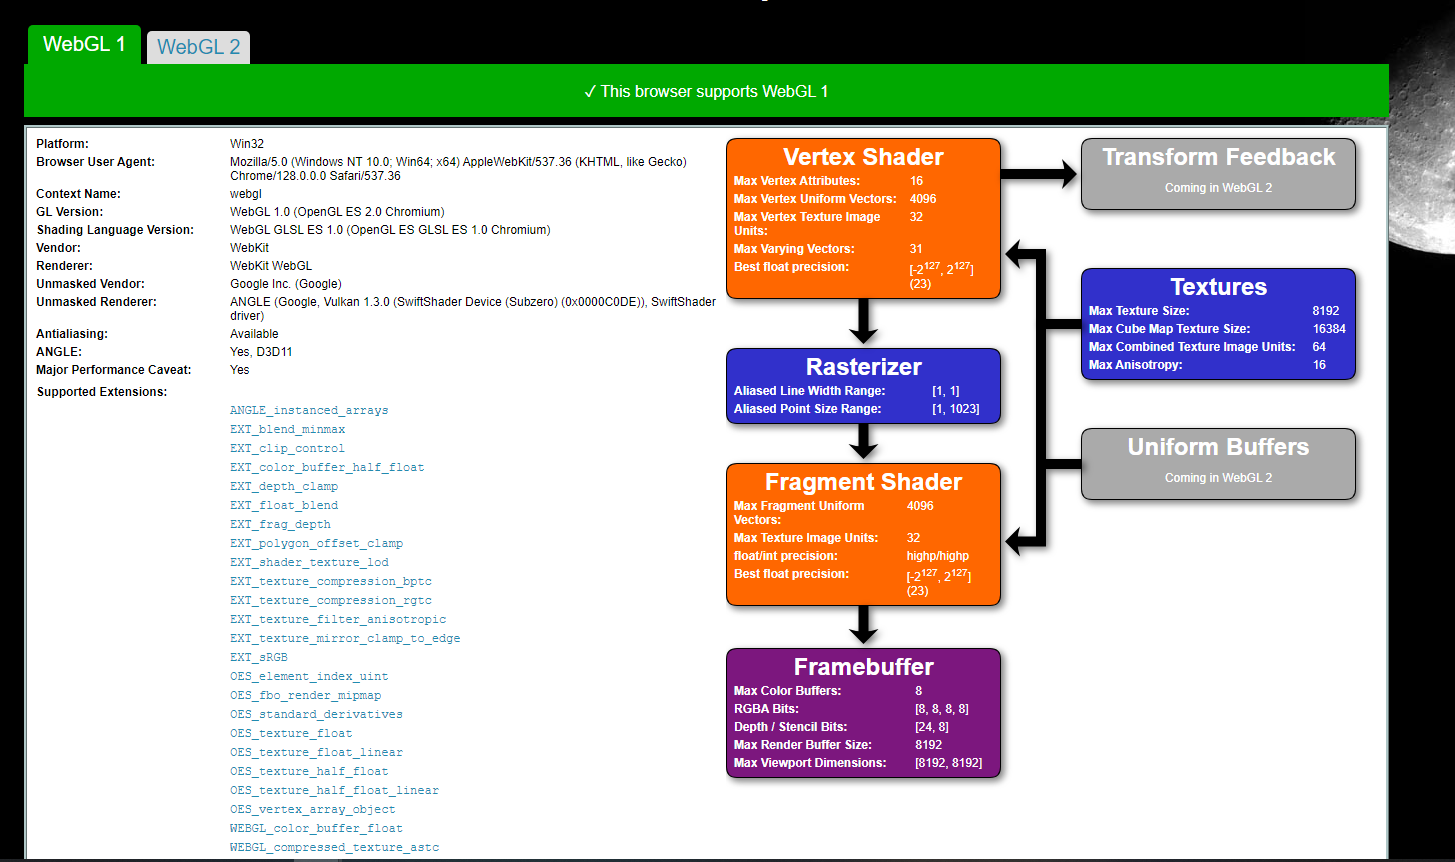 WebGL 1
WebGL 2
✓ This browser supports WebGL 1
Platform: Win32
Browser User Agent: Mozilla/5.0 (Windows NT 10.0; Win64; x64) AppleWebKit/537.36 (KHTML, like Gecko)
Chrome/128.0.0.0 Safari/537.36
Context Name: webgl
GL Version: WebGL 1.0 (OpenGL ES 2.0 Chromium)
Shading Language Version: WebGL GLSL ES 1.0 (OpenGL ES GLSL ES 1.0 Chromium)
Vendor: WebKit
Renderer: WebKit WebGL
Unmasked Vendor: Google Inc. (Google)
Unmasked Renderer: ANGLE (Google, Vulkan 1.3.0 (SwiftShader Device (Subzero) (0x0000C0DE)), SwiftShader
driver)
Antialiasing: Available
ANGLE: Yes, D3D11
Major Performance Caveat: Yes
Supported Extensions:
ANGLE_instanced_arrays
EXT_blend_minmax
EXT_clip_control
EXT_color_buffer_half_float
EXT_depth_clamp
EXT_float_blend
EXT_frag_depth
EXT_polygon_offset_clamp
EXT_shader_texture_lod
EXT_texture_compression_bptc
EXT_texture_compression_rgtc
EXT_texture_filter_anisotropic
EXT_texture_mirror_clamp_to_edge
EXT_sRGB
OES_element_index_uint
OES_fbo_render_mipmap
OES_standard_derivatives
OES_texture_float
OES_texture_float_linear
OES_texture_half_float
OES_texture_half_float_linear
OES_vertex_array_object
WEBGL_color_buffer_float
WEBGL_compressed_texture_astc
Vertex Shader
Max Vertex Attributes: 16
Max Vertex Uniform Vectors: 4096
Max Vertex Texture Image 32
Units:
Max Varying Vectors: 31
Best float precision: [-2¹²⁷, 2¹²⁷]
(23)
Rasterizer
Aliased Line Width Range: [1, 1]
Aliased Point Size Range: [1, 1023]
Fragment Shader
Max Fragment Uniform 4096
Vectors:
Max Texture Image Units: 32
float/int precision: highp/highp
Best float precision: [-2¹²⁷, 2¹²⁷]
(23)
Framebuffer
Max Color Buffers: 8
RGBA Bits: [8, 8, 8, 8]
Depth / Stencil Bits: [24, 8]
Max Render Buffer Size: 8192
Max Viewport Dimensions: [8192, 8192]
Transform Feedback
Coming in WebGL 2
Textures
Max Texture Size: 8192
Max Cube Map Texture Size: 16384
Max Combined Texture Image Units: 64
Max Anisotropy: 16
Uniform Buffers
Coming in WebGL 2